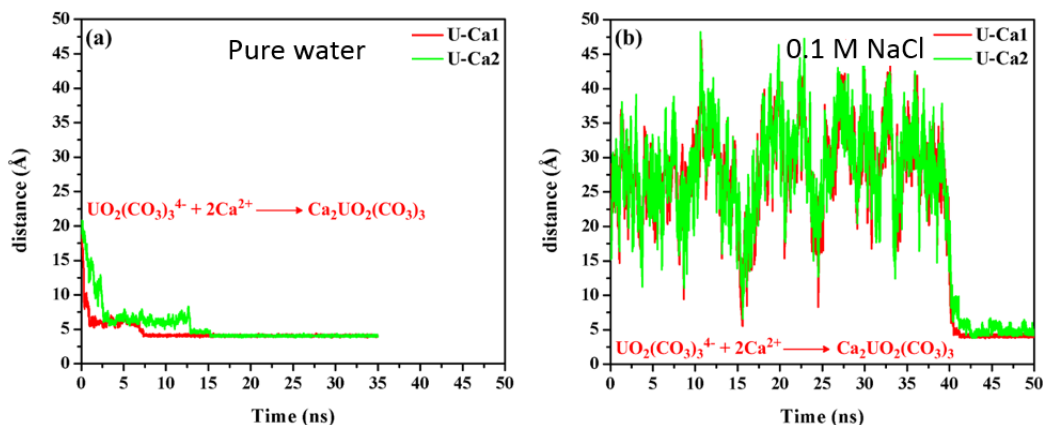 (a)
Pure water
U-Ca1
U-Ca2
distance (Å)
50
45
40
35
30
25
20
15
10
5
0
UO₂(CO₃)₃⁴⁻ + 2Ca²⁺ ⟶ Ca₂UO₂(CO₃)₃
0 5 10 15 20 25 30 35 40 45 50
Time (ns)
(b)
0.1 M NaCl
U-Ca1
U-Ca2
distance (Å)
50
45
40
35
30
25
20
15
10
5
0
UO₂(CO₃)₃⁴⁻ + 2Ca²⁺ ⟶ Ca₂UO₂(CO₃)₃
0 5 10 15 20 25 30 35 40 45 50
Time (ns)